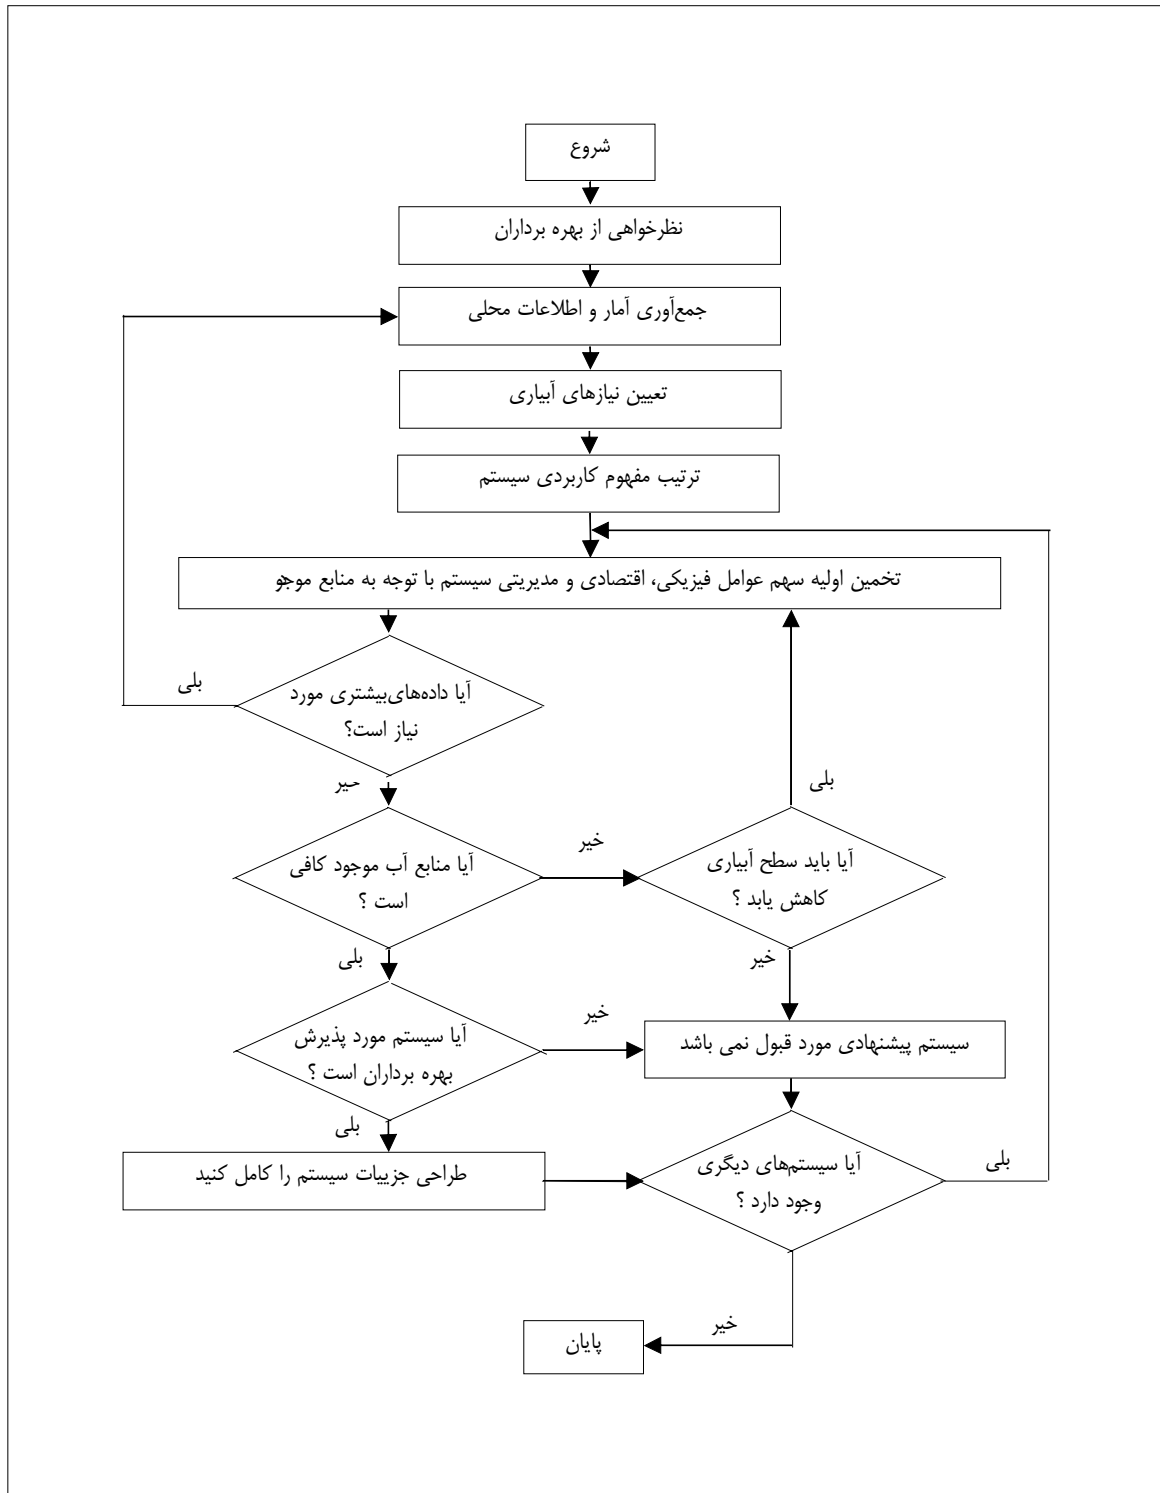 شروع
نظرخواهی از بهره برداران
جمع‌آوری آمار و اطلاعات محلی
تعیین نیازهای آبیاری
ترتیب مفهوم کاربردی سیستم
تخمین اولیه سهم عوامل فیزیکی، اقتصادی و مدیریتی سیستم با توجه به منابع موجو
بلی
آیا داده‌های‌بیشتری مورد
نیاز است؟
خیر
بلی
آیا منابع آب موجود کافی
است ؟
خیر
آیا باید سطح آبیاری
کاهش یابد ؟
بلی
خیر
آیا سیستم مورد پذیرش
بهره برداران است ؟
خیر
سیستم پیشنهادی مورد قبول نمی باشد
بلی
طراحی جزییات سیستم را کامل کنید
آیا سیستم‌های دیگری
وجود دارد ؟
بلی
خیر
پایان